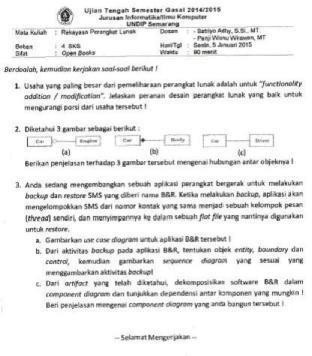 Ujian Tengah Semester Gasal 2014/2015
Jurusan Informatika/Ilmu Komputer
UNDIP Semarang
Mata Kuliah : Rekayasa Perangkat Lunak Dosen : - Satriyo Adhy, S.Si., MT
- Panji Wisnu Wirawan, MT
Beban : 4 SKS Hari/Tgl : Senin, 5 Januari 2015
Sifat : Open Books Waktu : 90 menit
Berdoalah, kemudian kerjakan soal-soal berikut !
1. Usaha yang paling besar dari pemeliharaan perangkat lunak adalah untuk "functionality
addition / modification". Jelaskan peranan desain perangkat lunak yang baik untuk
mengurangi porsi dari usaha tersebut !
2. Diketahui 3 gambar sebagai berikut :
Car Engine Car Body Car Driver
(a) (b) (c)
Berikan penjelasan terhadap 3 gambar tersebut mengenai hubungan antar objeknya !
3. Anda sedang mengembangkan sebuah aplikasi perangkat bergerak untuk melakukan
backup dan restore SMS yang diberi nama B&R. Ketika melakukan backup, aplikasi akan
mengelompokkan SMS dari nomor kontak yang sama menjadi sebuah kelompok pesan
(thread) sendiri, dan menyimpannya ke dalam sebuah flat file yang nantinya digunakan
untuk restore.
a. Gambarkan use case diagram untuk aplikasi B&R tersebut !
b. Dari aktivitas backup pada aplikasi B&R, tentukan objek entity, boundary dan
control, kemudian gambarkan sequence diagram yang sesuai yang
menggambarkan aktivitas backup!
c. Dari artifact yang telah diketahui, dekomposisikan software B&R dalam
component diagram dan tunjukkan dependensi antar komponen yang mungkin !
Beri penjelasan mengenai component diagram yang anda bangun tersebut !
-- Selamat Mengerjakan --